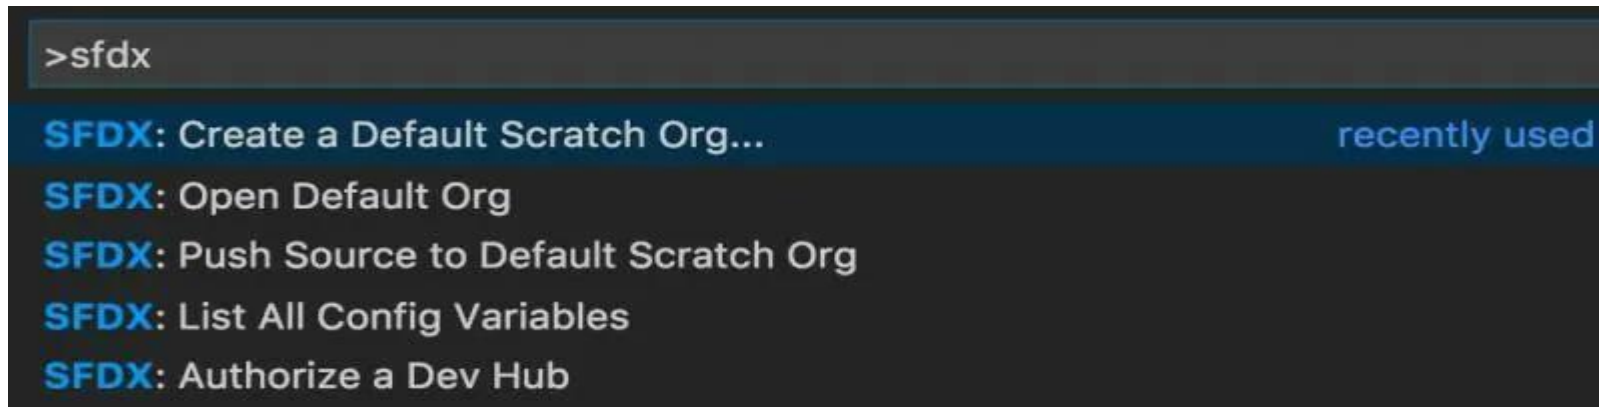 >sfdx
SFDX: Create a Default Scratch Org... recently used
SFDX: Open Default Org
SFDX: Push Source to Default Scratch Org
SFDX: List All Config Variables
SFDX: Authorize a Dev Hub